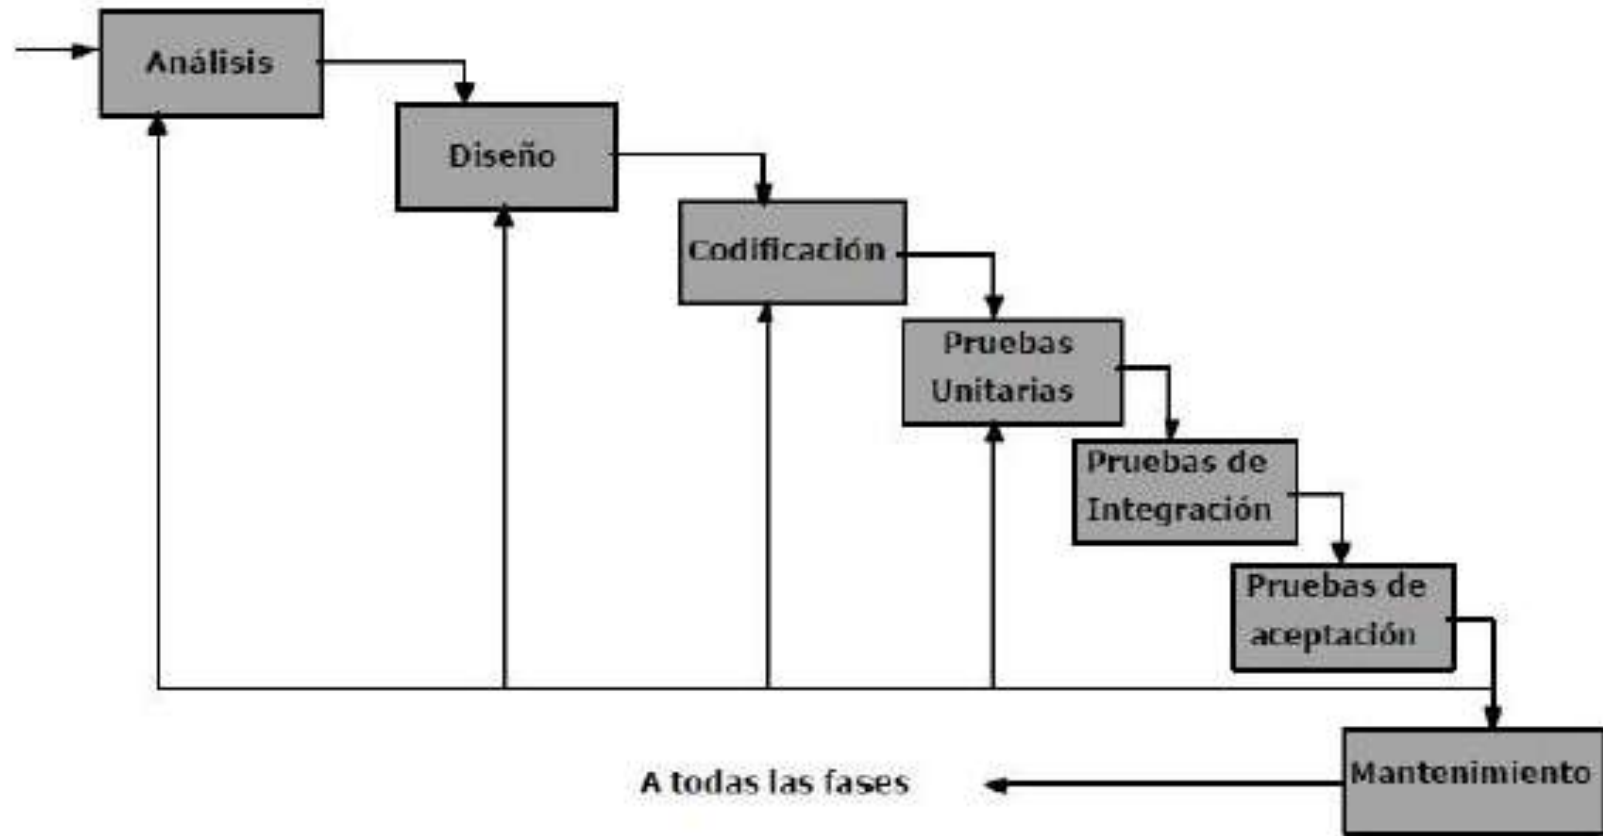 Análisis
Diseño
Codificación
Pruebas
Unitarias
Pruebas de
Integración
Pruebas de
aceptación
Mantenimiento
A todas las fases